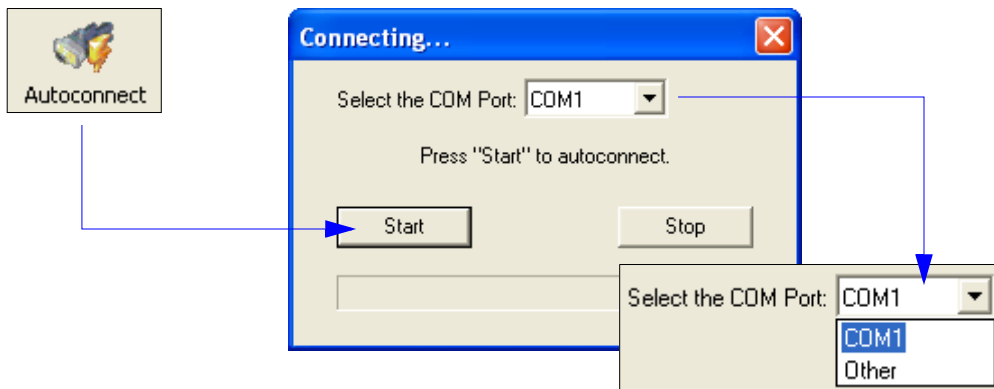 Autoconnect
Connecting...
Select the COM Port: COM1
Press "Start" to autoconnect.
Start
Stop
Select the COM Port: COM1
COM1
Other